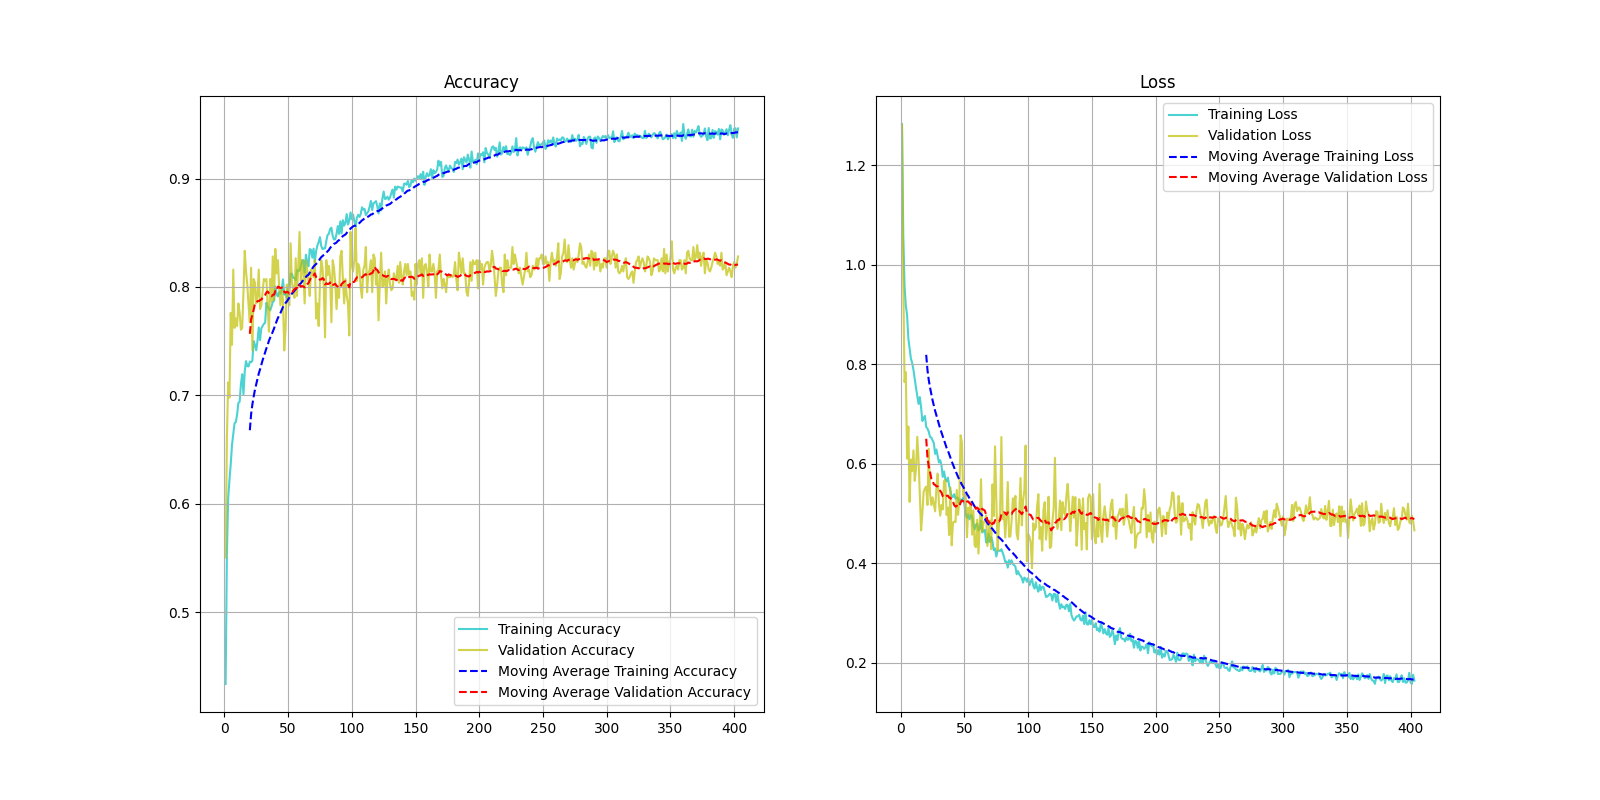 Accuracy
0.9
0.8
0.7
0.6
0.5
0 50 100 150 200 250 300 350 400
Training Accuracy
Validation Accuracy
Moving Average Training Accuracy
Moving Average Validation Accuracy
Loss
1.2
1.0
0.8
0.6
0.4
0.2
0 50 100 150 200 250 300 350 400
Training Loss
Validation Loss
Moving Average Training Loss
Moving Average Validation Loss